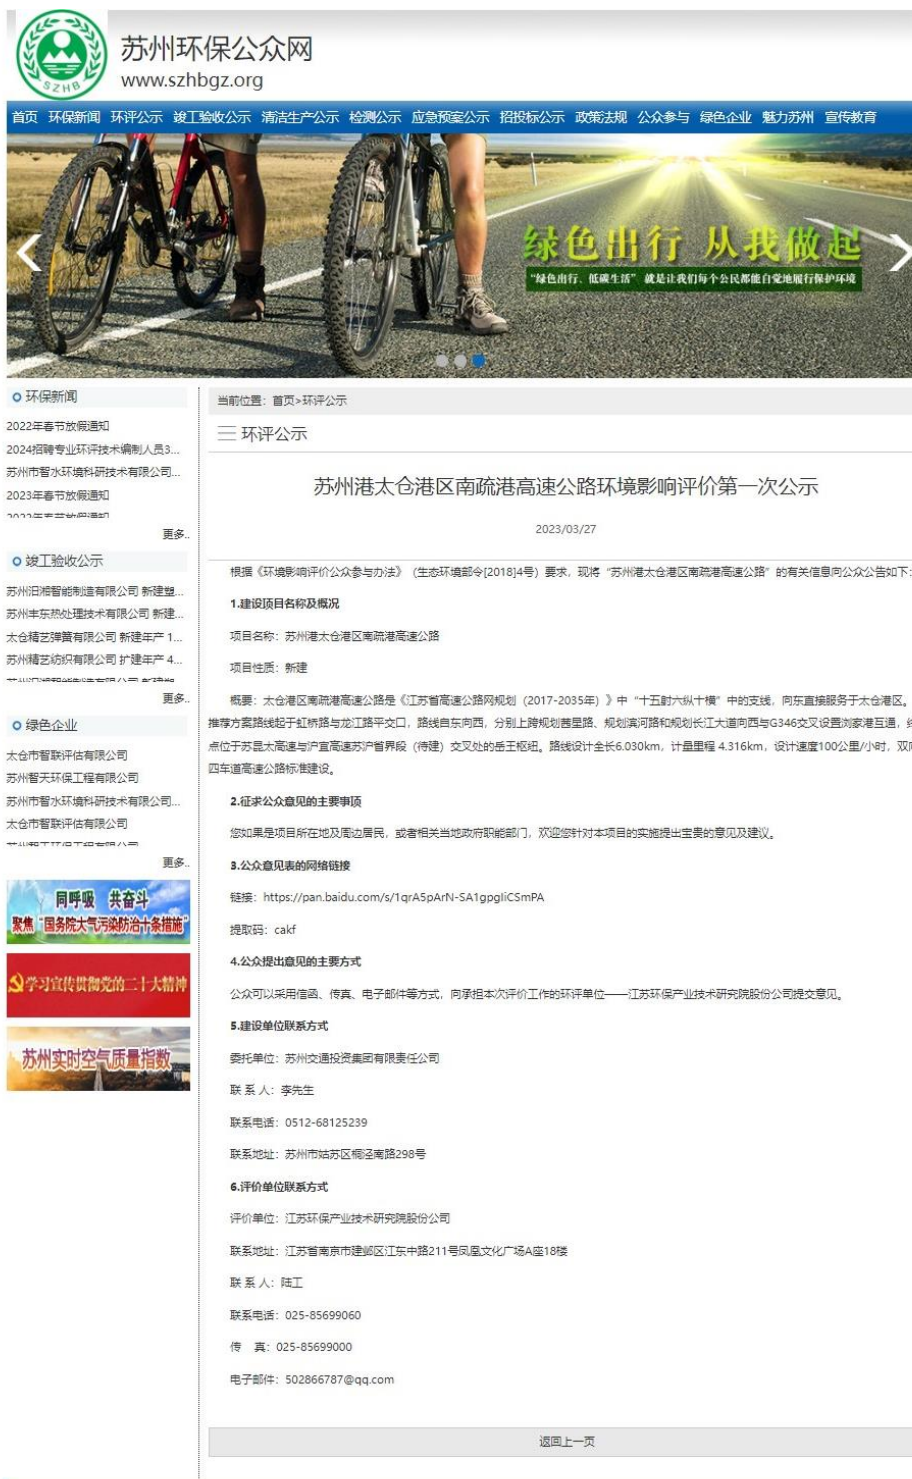 苏州环保公众网
www.szhbgz.org
SZHB
首页 环保新闻 环评公示 竣工验收公示 清洁生产公示 检测公示 应急预案公示 招投标公示 政策法规 公众参与 绿色企业 魅力苏州 宣传教育
绿色出行 从我做起
“绿色出行、低碳生活” 就是让我们每个公民都能自觉地履行保护环境
环保新闻
2022年春节放假通知
2024招聘专业环评技术编制人员3...
苏州市智水环境科研技术有限公司...
2023年春节放假通知
更多..
竣工验收公示
苏州汨湘智能制造有限公司 新建塑...
苏州丰东热处理技术有限公司 新建...
太仓精艺弹簧有限公司 新建年产 1...
苏州精艺纺织有限公司 扩建年产 4...
更多..
绿色企业
太仓市智联评估有限公司
苏州智天环保工程有限公司
苏州市智水环境科研技术有限公司...
太仓市智联评估有限公司
更多..
同呼吸 共奋斗
聚焦“国务院大气污染防治十条措施”
学习宣传贯彻党的二十大精神
苏州实时空气质量指数
当前位置：首页>环评公示
环评公示
苏州港太仓港区南疏港高速公路环境影响评价第一次公示
2023/03/27
根据《环境影响评价公众参与办法》（生态环境部令[2018]4号）要求，现将“苏州港太仓港区南疏港高速公路”的有关信息向公众公告如下：
1.建设项目名称及概况
项目名称：苏州港太仓港区南疏港高速公路
项目性质：新建
概要：太仓港区南疏港高速公路是《江苏省高速公路网规划（2017-2035年）》中“十五射六纵十横”中的支线，向东直接服务于太仓港区。
推荐方案路线起于虹桥路与龙江路平交口，路线自东向西，分别上跨规划茜星路、规划滨河路和规划长江大道向西与G346交叉设置浏家港互通，终
点位于苏昆太高速与沪宜高速苏沪省界段（待建）交叉处的岳王枢纽。路线设计全长6.030km，计量里程 4.316km，设计速度100公里/小时，双向
四车道高速公路标准建设。
2.征求公众意见的主要事项
您如果是项目所在地及周边居民，或者相关当地政府职能部门，欢迎您针对本项目的实施提出宝贵的意见及建议。
3.公众意见表的网络链接
链接：https://pan.baidu.com/s/1qrA5pArN-SA1gpgIiCSmPA
提取码：cakf
4.公众提出意见的主要方式
公众可以采用信函、传真、电子邮件等方式，向承担本次评价工作的环评单位——江苏环保产业技术研究院股份公司提交意见。
5.建设单位联系方式
委托单位：苏州交通投资集团有限责任公司
联 系 人：李先生
联系电话：0512-68125239
联系地址：苏州市姑苏区桐泾南路298号
6.评价单位联系方式
评价单位：江苏环保产业技术研究院股份公司
联系地址：江苏省南京市建邺区江东中路211号凤凰文化广场A座18楼
联 系 人：陆工
联系电话：025-85699060
传 真：025-85699000
电子邮件：502866787@qq.com
返回上一页